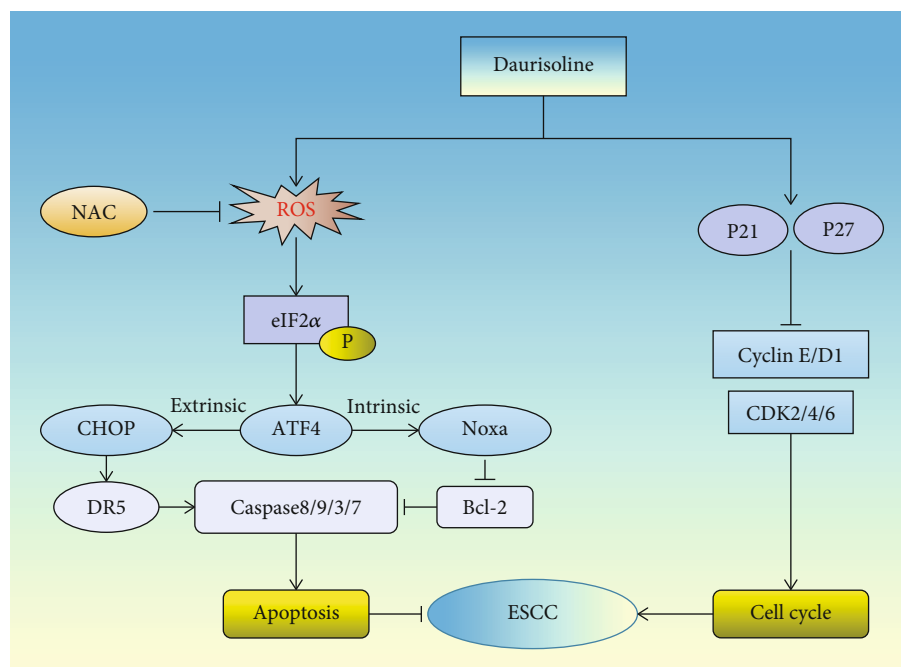 Daurisoline
NAC
ROS
P21
P27
eIF2α
P
Cyclin E/D1
CDK2/4/6
Extrinsic
Intrinsic
CHOP
ATF4
Noxa
DR5
Caspase8/9/3/7
Bcl-2
Apoptosis
ESCC
Cell cycle